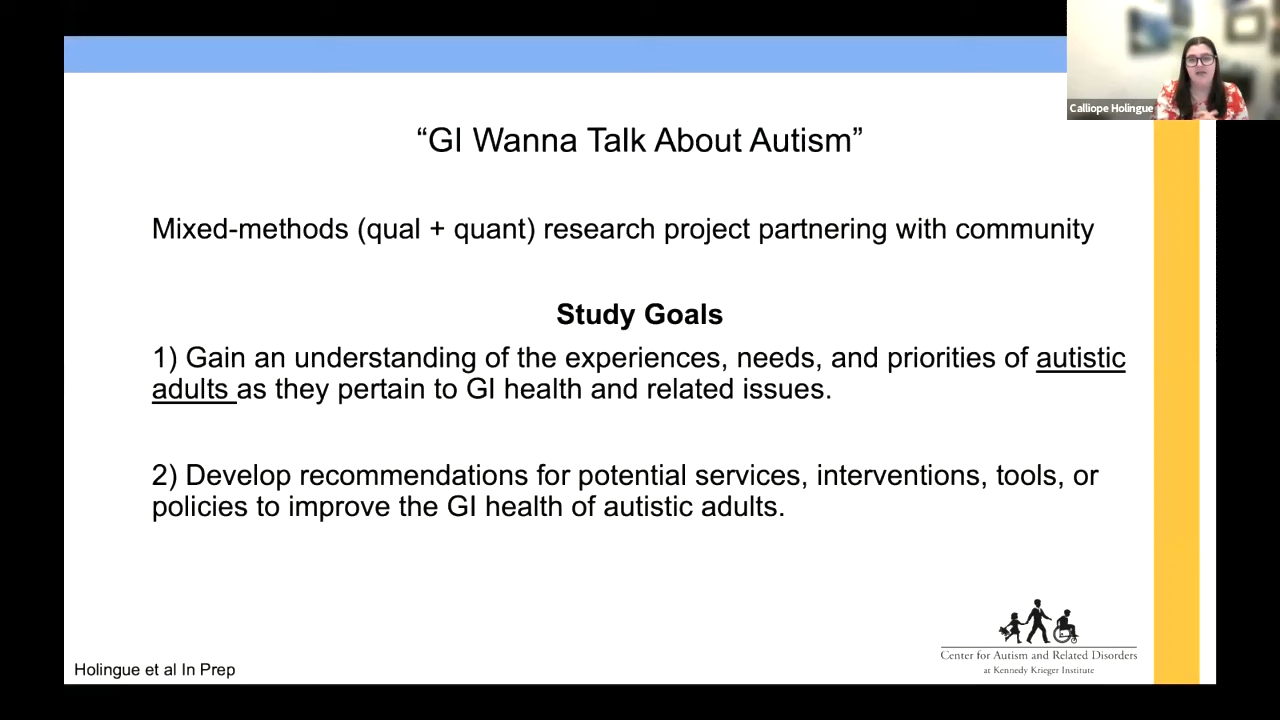 Calliope Holingue
“GI Wanna Talk About Autism”
Mixed-methods (qual + quant) research project partnering with community
Study Goals
1) Gain an understanding of the experiences, needs, and priorities of autistic
adults as they pertain to GI health and related issues.
2) Develop recommendations for potential services, interventions, tools, or
policies to improve the GI health of autistic adults.
Center for Autism and Related Disorders
at Kennedy Krieger Institute
Holingue et al In Prep